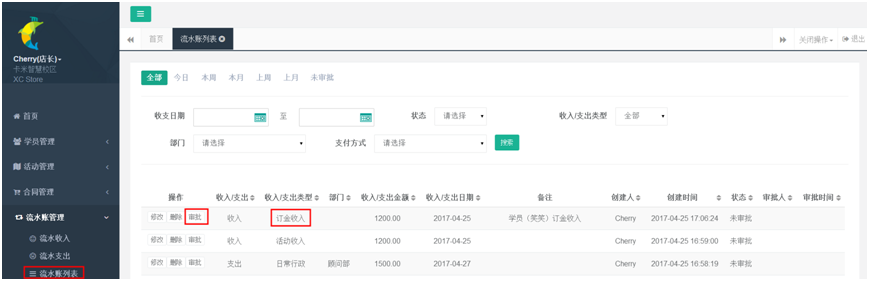 首页 流水账列表 关闭操作 退出
Cherry(店长)
卡米智慧校区
XC Store
首页
学员管理
活动管理
合同管理
流水账管理
流水收入
流水支出
流水账列表
全部 今日 本周 本月 上周 上月 未审批
收支日期 至 状态 请选择 收入/支出类型 全部
部门 请选择 支付方式 请选择 搜索
操作 收入/支出 收入/支出类型 部门 收入/支出金额 收入/支出日期 备注 创建人 创建时间 状态 审批人 审批时间
修改 删除 审批 收入 订金收入 1200.00 2017-04-25 学员（笑笑）订金收入 Cherry 2017-04-25 17:06:24 未审批
修改 删除 审批 收入 活动收入 1200.00 2017-04-25 Cherry 2017-04-25 16:59:00 未审批
修改 删除 审批 支出 日常行政 顾问部 1500.00 2017-04-27 Cherry 2017-04-25 16:58:19 未审批